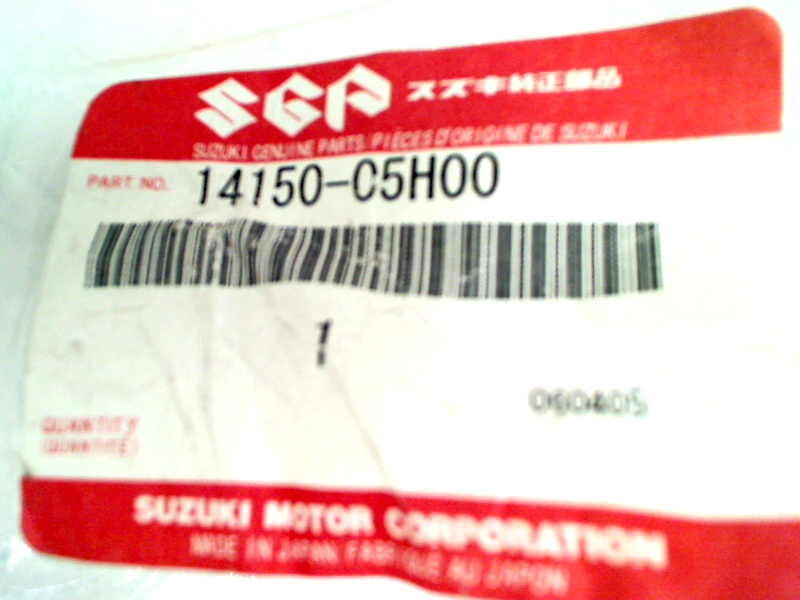 SGP スズキ純正部品
SUZUKI GENUINE PARTS/PIÈCES D'ORIGINE DE SUZUKI
PART NO. 14150-C5H00
1
060405
QUANTITY
(QUANTITÉ)
SUZUKI MOTOR CORPORATION
MADE IN JAPAN FABRIQUÉ AU JAPON